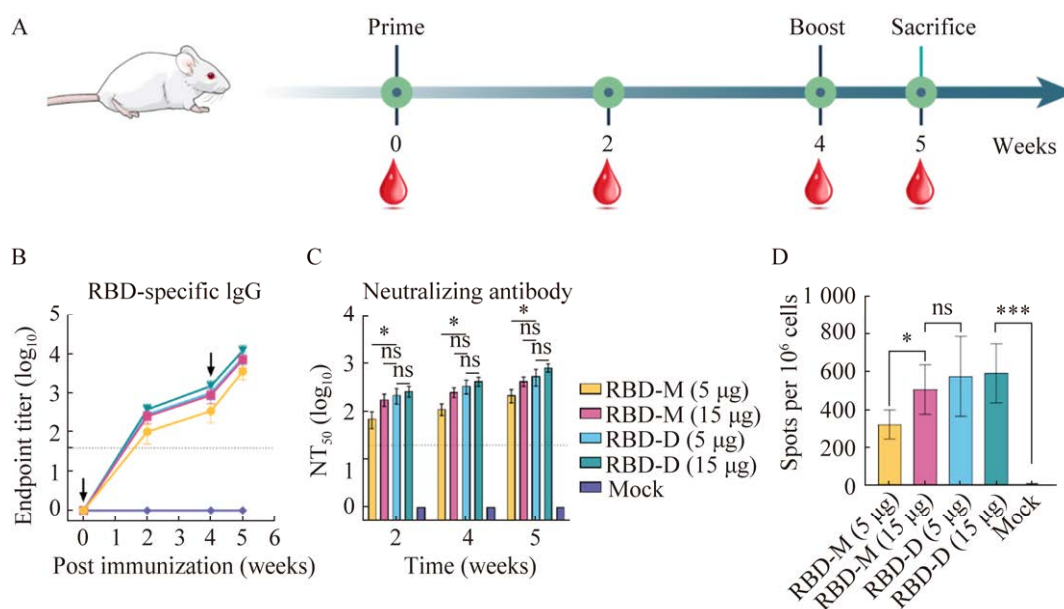 A
Prime
Boost
Sacrifice
0
2
4
5
Weeks
B
RBD-specific IgG
Endpoint titer (log10)
5
4
3
2
1
0
0 1 2 3 4 5 6
Post immunization (weeks)
C
Neutralizing antibody
NT50 (log10)
4
3
2
1
0
*
ns
ns
*
ns
ns
*
ns
ns
2 4 5
Time (weeks)
RBD-M (5 μg)
RBD-M (15 μg)
RBD-D (5 μg)
RBD-D (15 μg)
Mock
D
Spots per 10⁶ cells
1 000
800
600
400
200
0
*
ns
***
RBD-M (5 μg)
RBD-M (15 μg)
RBD-D (5 μg)
RBD-D (15 μg)
Mock